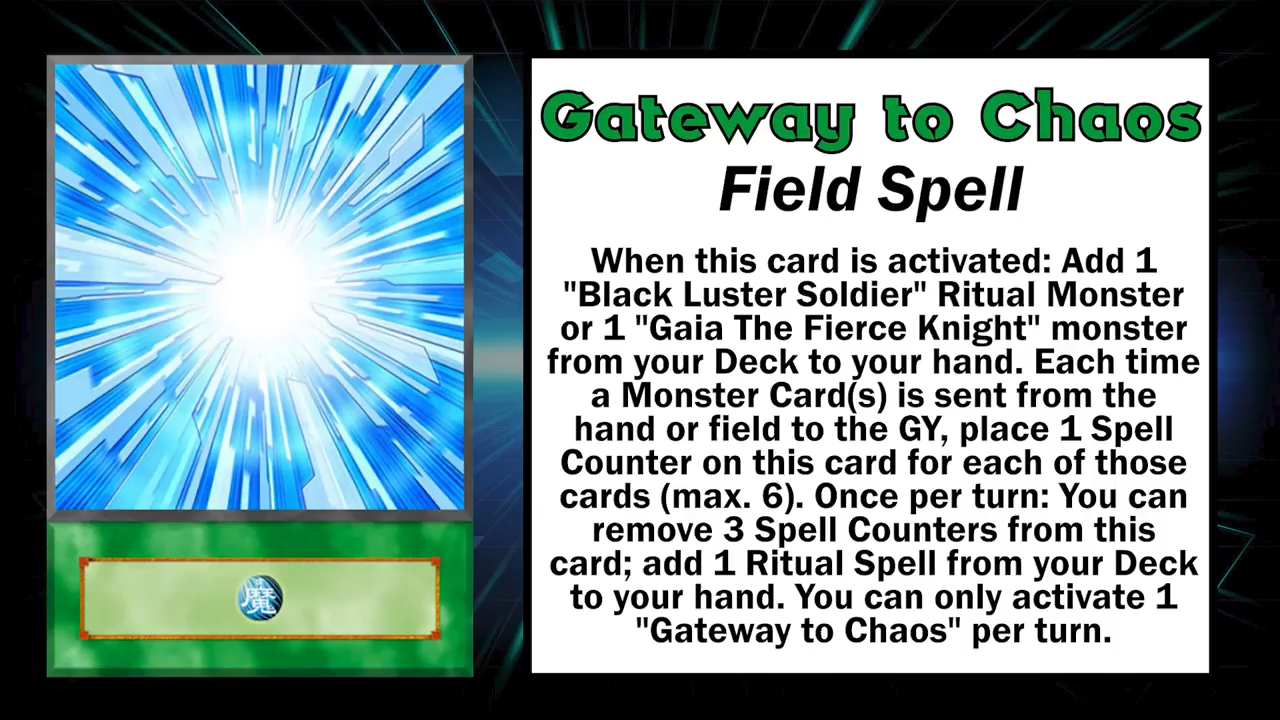 Gateway to Chaos
Field Spell
When this card is activated: Add 1
"Black Luster Soldier" Ritual Monster
or 1 "Gaia The Fierce Knight" monster
from your Deck to your hand. Each time
a Monster Card(s) is sent from the
hand or field to the GY, place 1 Spell
Counter on this card for each of those
cards (max. 6). Once per turn: You can
remove 3 Spell Counters from this
card; add 1 Ritual Spell from your Deck
to your hand. You can only activate 1
"Gateway to Chaos" per turn.
魔